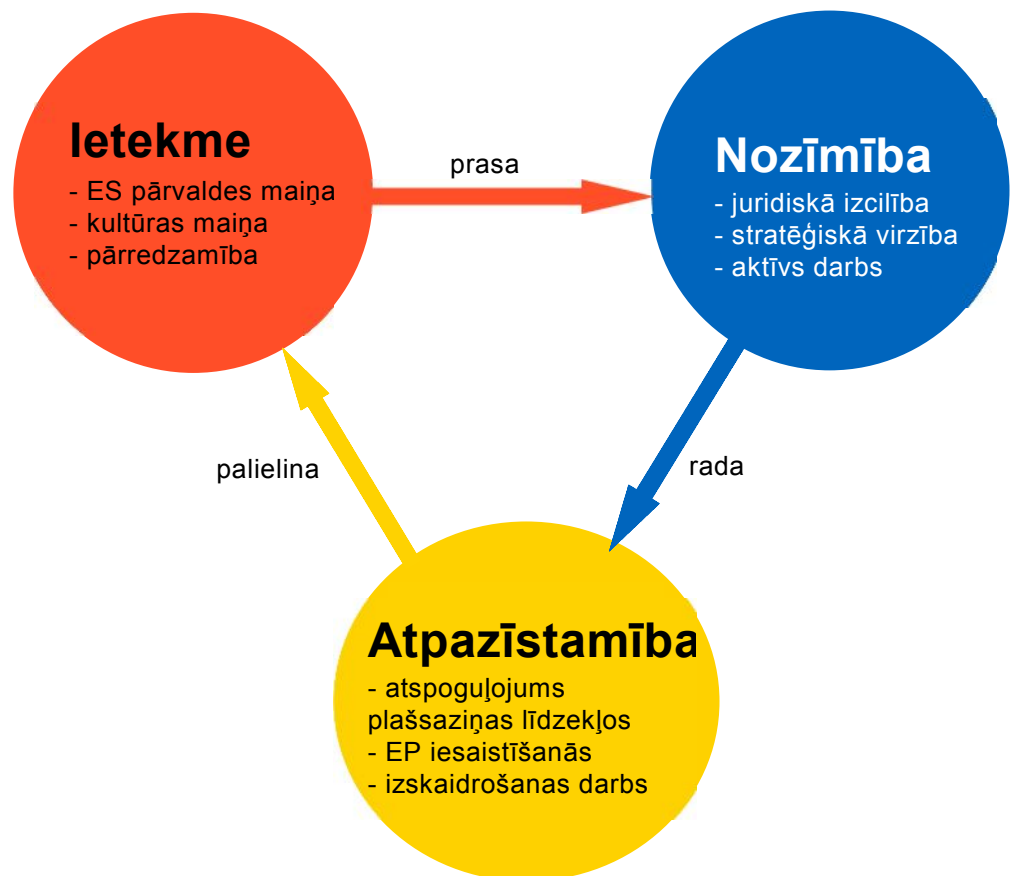 Ietekme
- ES pārvaldes maiņa
- kultūras maiņa
- pārredzamība
prasa
Nozīmība
- juridiskā izcilība
- stratēģiskā virzība
- aktīvs darbs
palielina
rada
Atpazīstamība
- atspoguļojums
plašsaziņas līdzekļos
- EP iesaistīšanās
- izskaidrošanas darbs